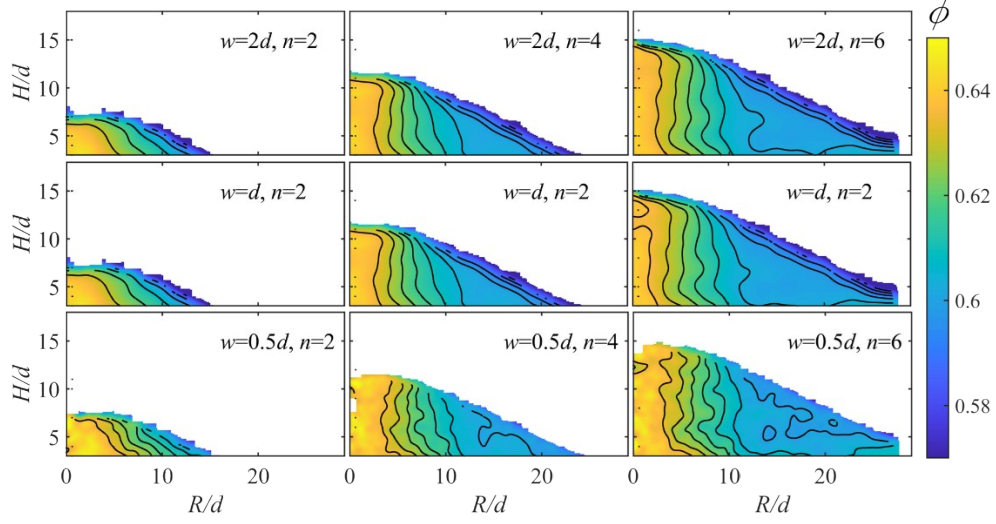 ϕ
w=2d, n=2
w=2d, n=4
w=2d, n=6
H/d
15
10
5
w=d, n=2
w=d, n=2
w=d, n=2
H/d
15
10
5
w=0.5d, n=2
w=0.5d, n=4
w=0.5d, n=6
H/d
15
10
5
0 10 20 0 10 20 0 10 20
R/d R/d R/d
0.64
0.62
0.6
0.58